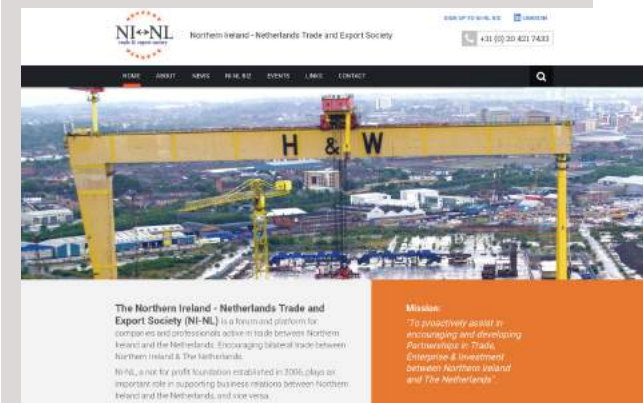 SIGN UP TO NI-NL BIZ LINKEDIN
NI↔NL
trade & export society
Northern Ireland - Netherlands Trade and Export Society
+31 (0) 20 421 7433
HOME ABOUT NEWS NI-NL BIZ EVENTS LINKS CONTACT
H & W
The Northern Ireland - Netherlands Trade and
Export Society (NI-NL) is a forum and platform for
companies and professionals active in trade between Northern
Ireland and the Netherlands. Encouraging bilateral trade between
Northern Ireland & The Netherlands.
NI-NL, a not for profit foundation established in 2006, plays an
important role in supporting business relations between Northern
Ireland and the Netherlands, and vice versa.
Mission:
"To proactively assist in
encouraging and developing
Partnerships in Trade,
Enterprise & Investment
between Northern Ireland
and The Netherlands".